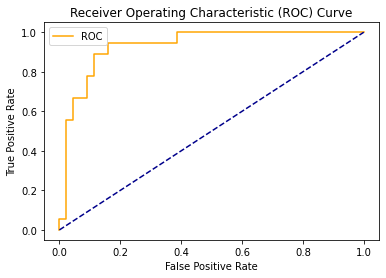 Receiver Operating Characteristic (ROC) Curve
ROC
True Positive Rate
1.0
0.8
0.6
0.4
0.2
0.0
0.0 0.2 0.4 0.6 0.8 1.0
False Positive Rate